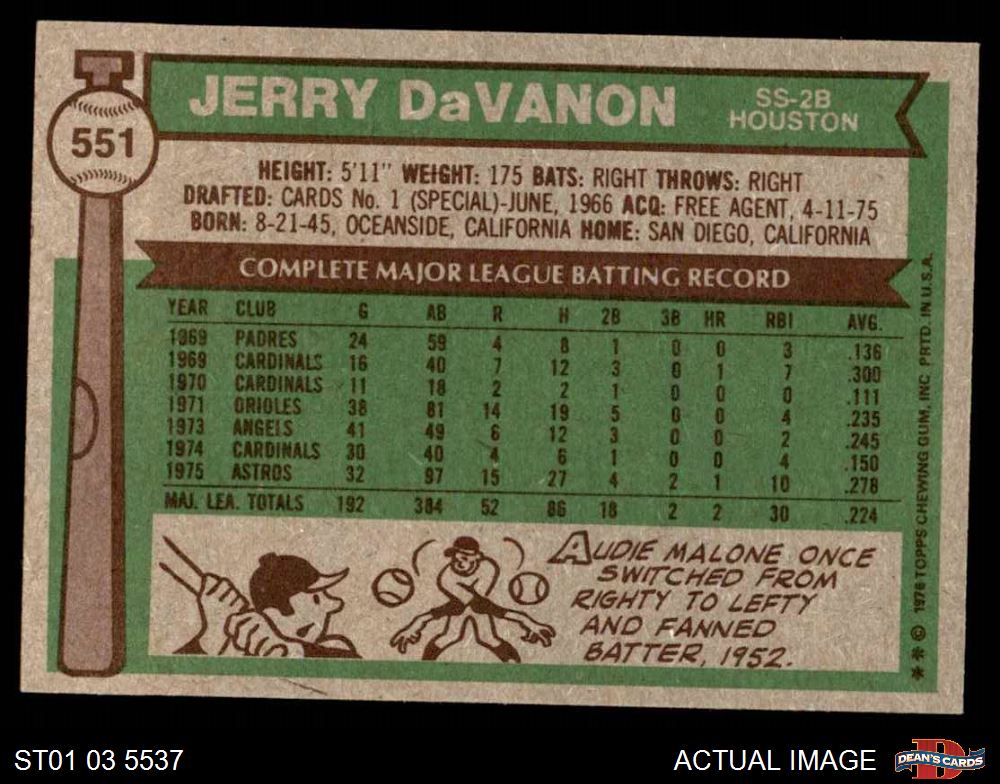 551
JERRY DaVANON
SS-2B
HOUSTON
HEIGHT: 5'11" WEIGHT: 175 BATS: RIGHT THROWS: RIGHT
DRAFTED: CARDS No. 1 (SPECIAL)-JUNE, 1966 ACQ: FREE AGENT, 4-11-75
BORN: 8-21-45, OCEANSIDE, CALIFORNIA HOME: SAN DIEGO, CALIFORNIA
COMPLETE MAJOR LEAGUE BATTING RECORD
YEAR CLUB G AB R H 2B 3B HR RBI AVG.
1969 PADRES 24 59 4 8 1 0 0 3 .136
1969 CARDINALS 16 40 7 12 3 0 1 7 .300
1970 CARDINALS 11 18 2 2 1 0 0 0 .111
1971 ORIOLES 38 81 14 19 5 0 0 4 .235
1973 ANGELS 41 49 6 12 3 0 0 2 .245
1974 CARDINALS 30 40 4 6 1 0 0 4 .150
1975 ASTROS 32 97 15 27 4 2 1 10 .278
MAJ. LEA. TOTALS 192 384 52 86 18 2 2 30 .224
AUDIE MALONE ONCE
SWITCHED FROM
RIGHTY TO LEFTY
AND FANNED
BATTER, 1952.
** © 1976 TOPPS CHEWING GUM, INC. PRTD. IN U.S.A.
ST01 03 5537
ACTUAL IMAGE
D
DEAN'S CARDS